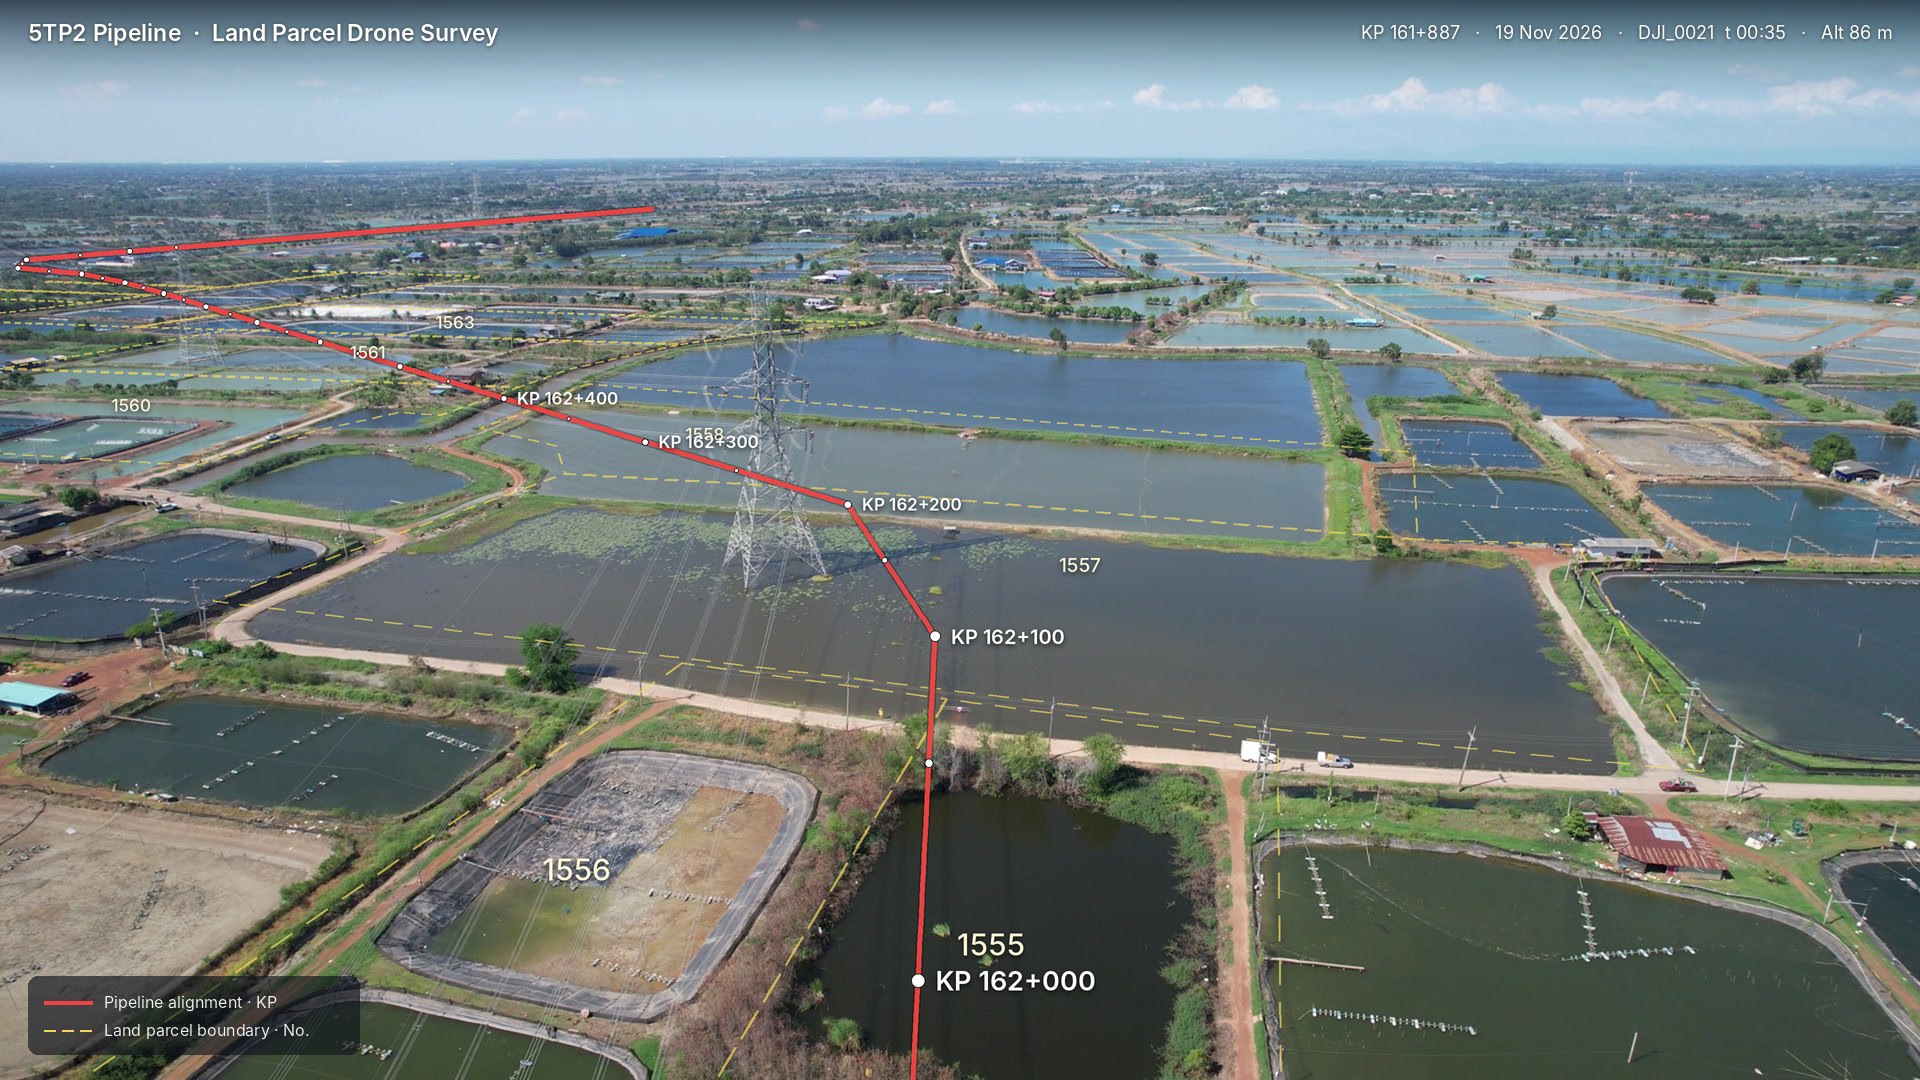 5TP2 Pipeline · Land Parcel Drone Survey
KP 161+887 · 19 Nov 2026 · DJI_0021 t 00:35 · Alt 86 m
1563
1561
KP 162+400
1560
1558
KP 162+300
KP 162+200
1557
KP 162+100
1556
1555
KP 162+000
Pipeline alignment · KP
Land parcel boundary · No.